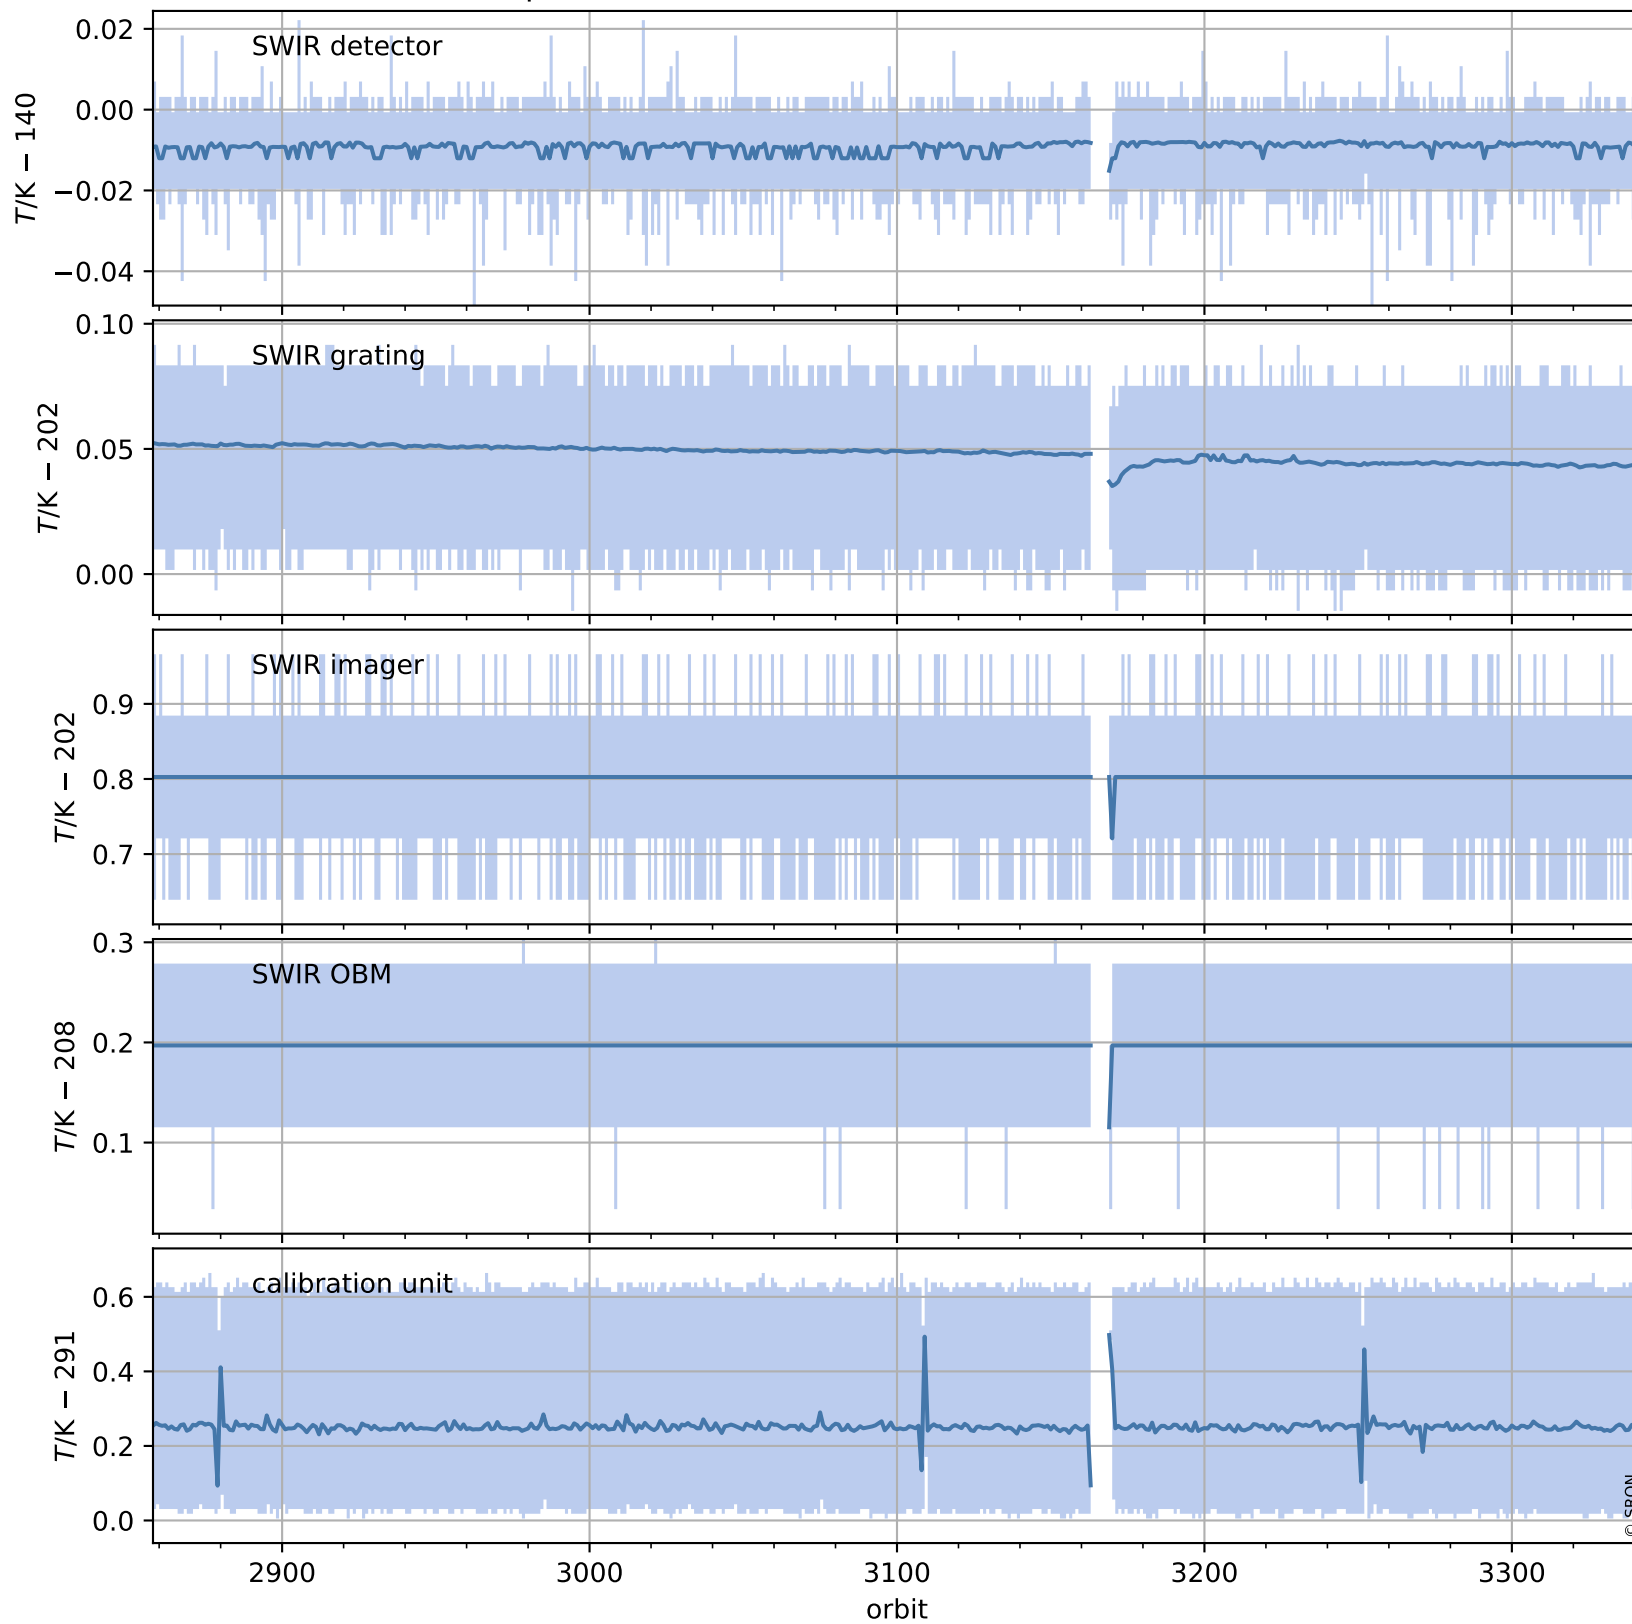 0.02
0.00
−0.02
−0.04
T/K − 140
SWIR detector
0.10
0.05
0.00
T/K − 202
SWIR grating
0.9
0.8
0.7
T/K − 202
SWIR imager
0.3
0.2
0.1
T/K − 208
SWIR OBM
0.6
0.4
0.2
0.0
T/K − 291
calibration unit
© SRON
2900 3000 3100 3200 3300
orbit